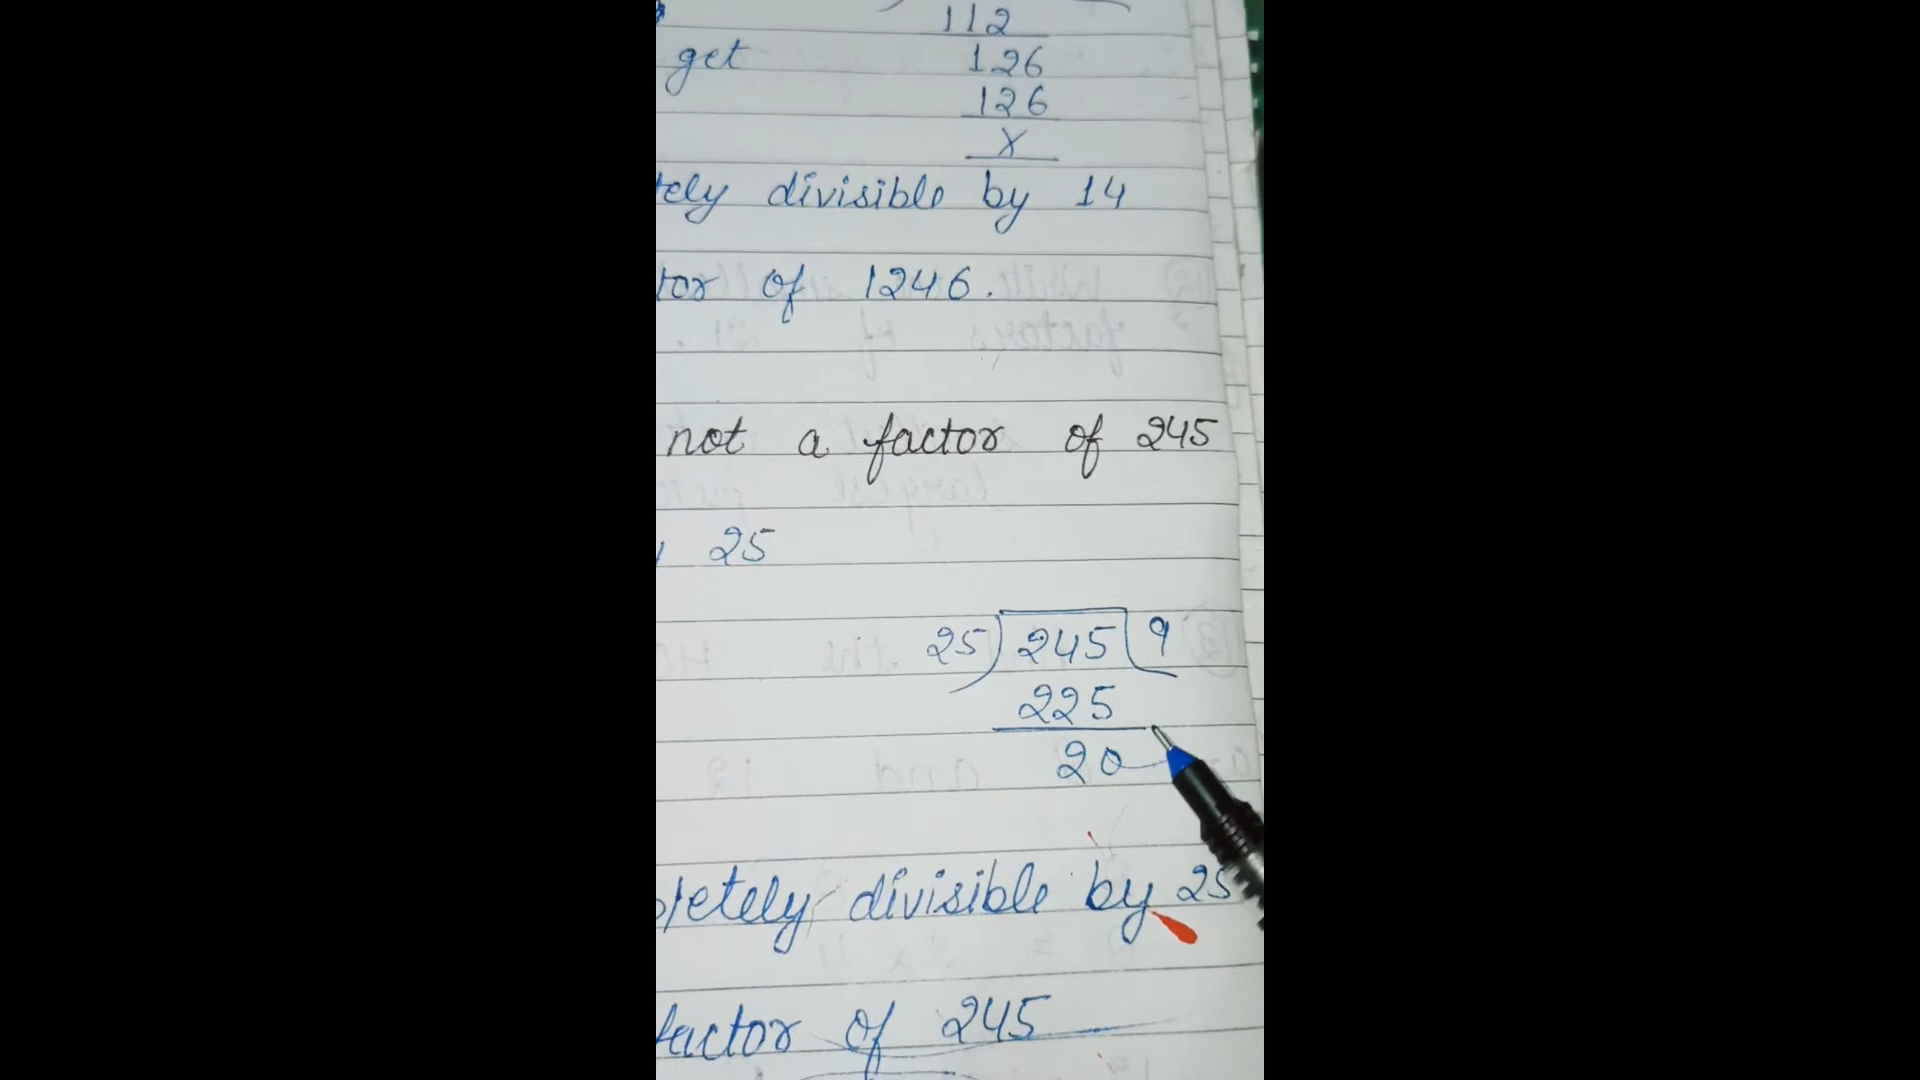 112
get 126
126
x
tely divisible by 14
tor of 1246.
not a factor of 245
25
25) 245 (9
225
20
pletely divisible by 25
factor of 245